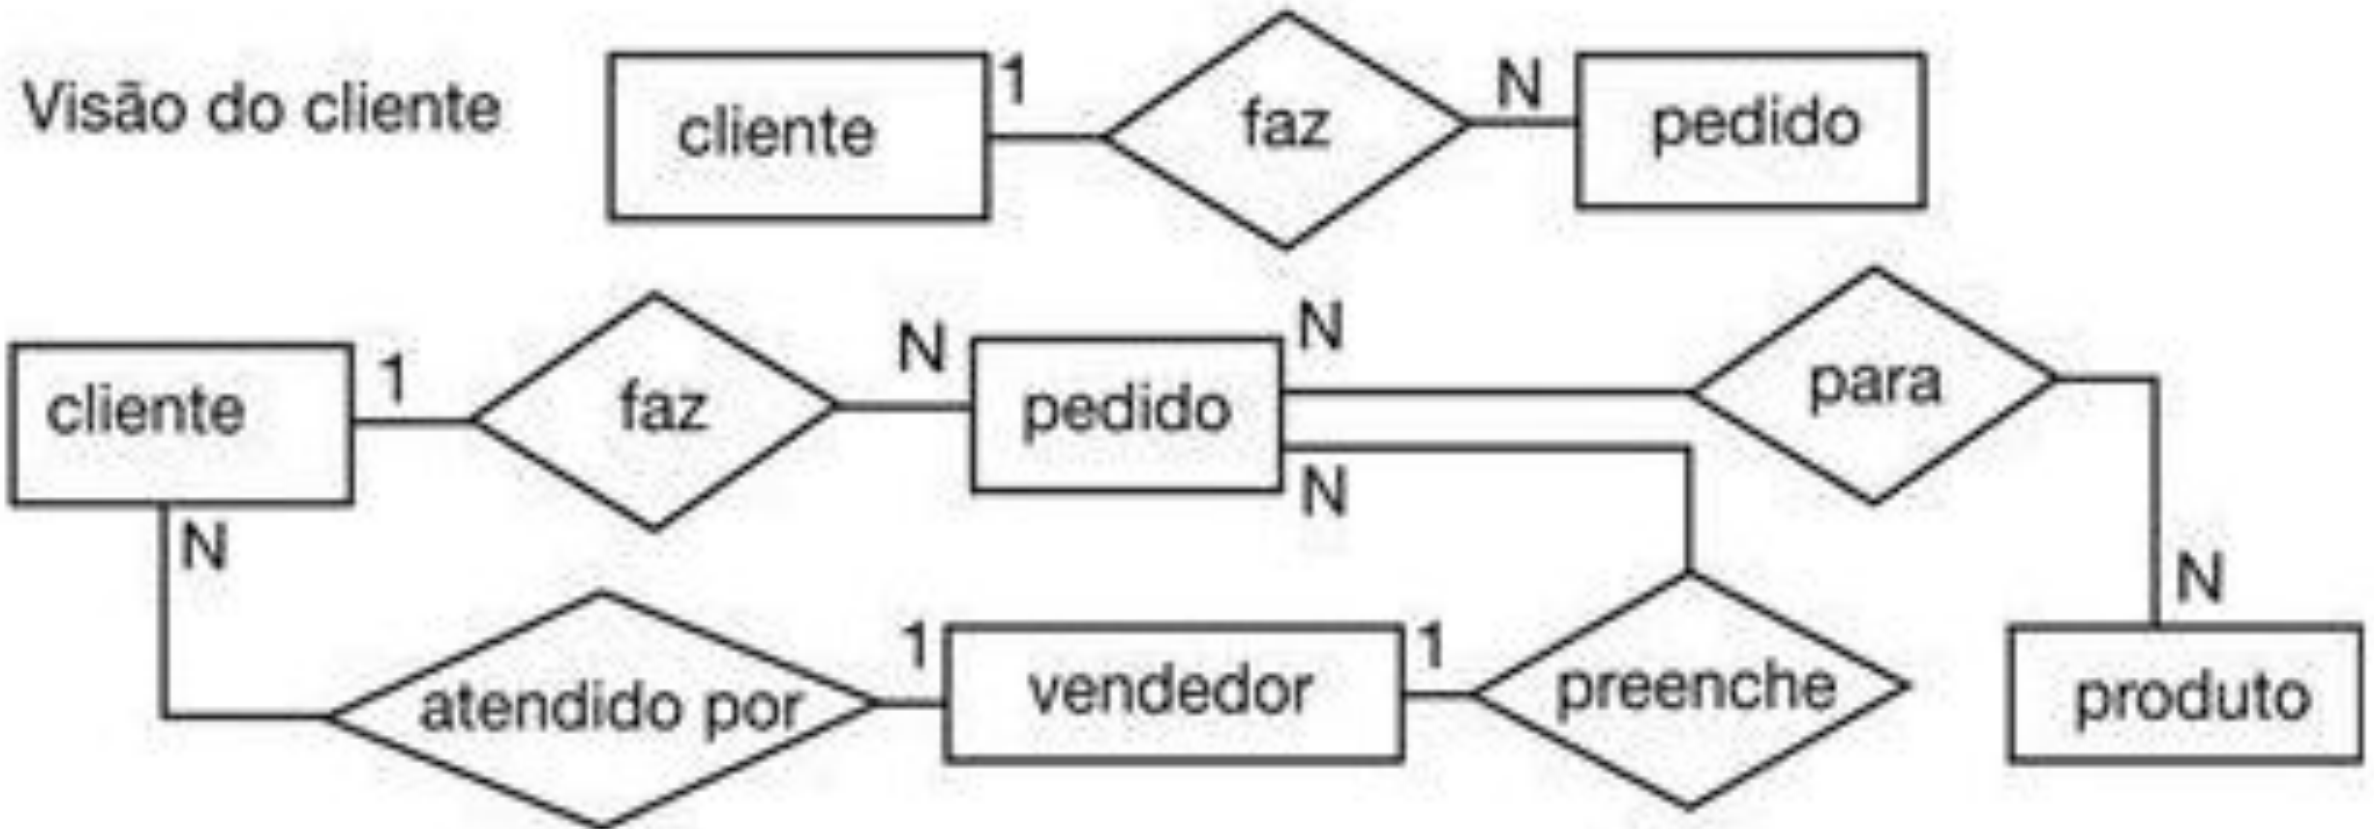 Visão do cliente
cliente 1 faz N pedido
cliente 1 faz N pedido N para
N N
N
atendido por 1 vendedor 1 preenche produto